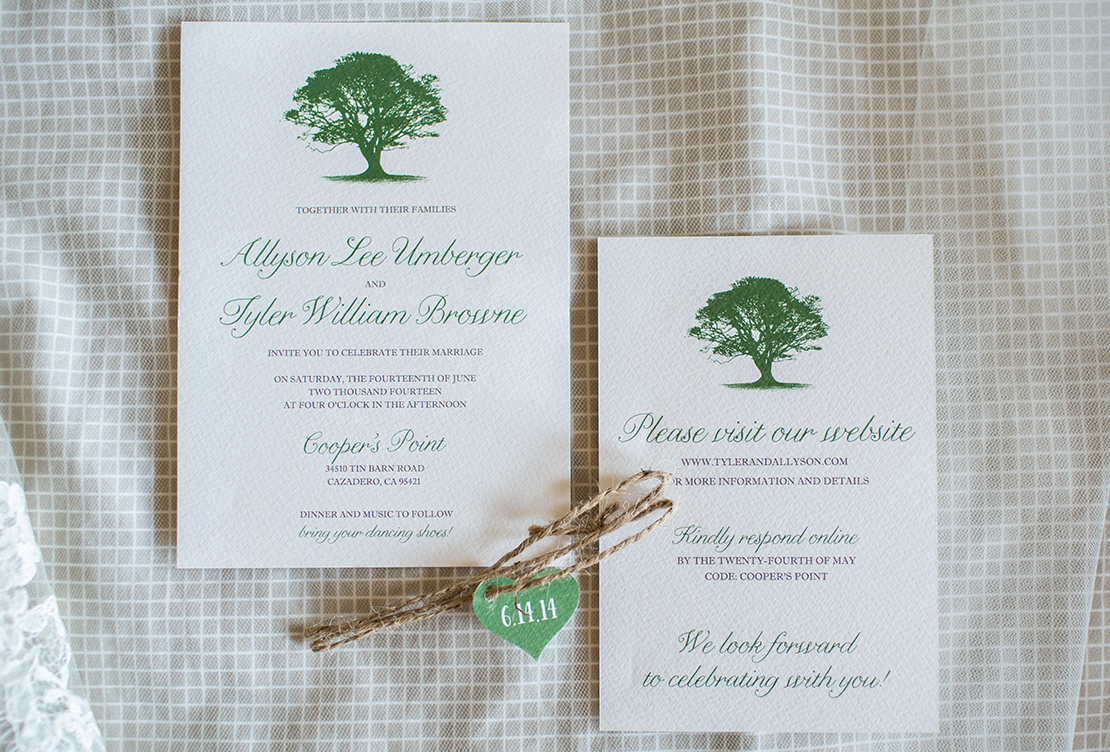 TOGETHER WITH THEIR FAMILIES
Allyson Lee Umberger
AND
Tyler William Browne
INVITE YOU TO CELEBRATE THEIR MARRIAGE
ON SATURDAY, THE FOURTEENTH OF JUNE
TWO THOUSAND FOURTEEN
AT FOUR O'CLOCK IN THE AFTERNOON
Cooper's Point
34510 TIN BARN ROAD
CAZADERO, CA 95421
DINNER AND MUSIC TO FOLLOW
bring your dancing shoes!
6.14.14
Please visit our website
WWW.TYLERANDALLYSON.COM
OR MORE INFORMATION AND DETAILS
Kindly respond online
BY THE TWENTY-FOURTH OF MAY
CODE: COOPER'S POINT
We look forward
to celebrating with you!